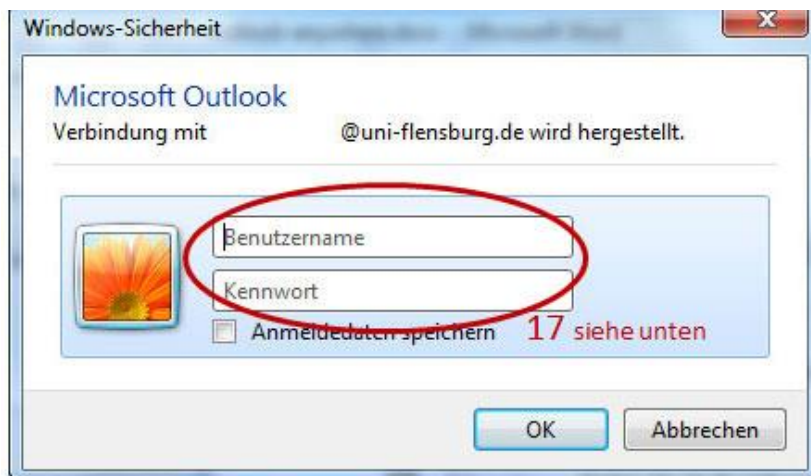 Windows-Sicherheit
Microsoft Outlook
Verbindung mit @uni-flensburg.de wird hergestellt.
Benutzername
Kennwort
Anmeldedaten speichern 17 siehe unten
OK Abbrechen